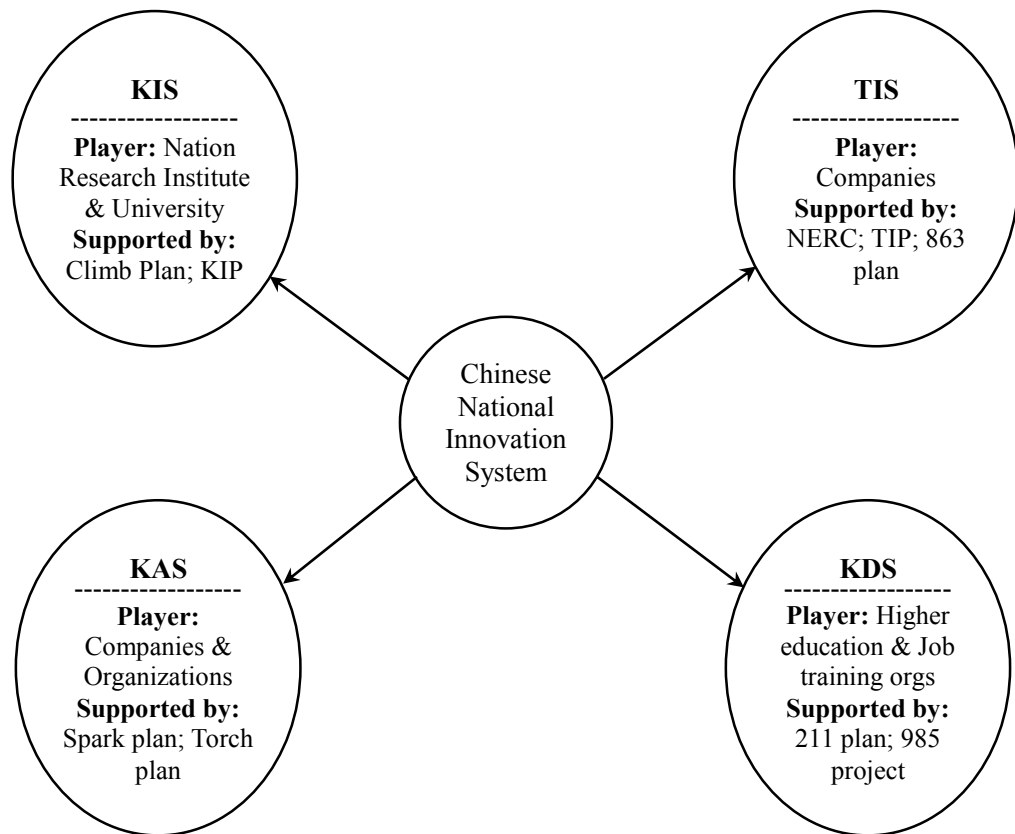 KIS
------------------
Player: Nation
Research Institute
& University
Supported by:
Climb Plan; KIP
TIS
---------------
Player:
Companies
Supported by:
NERC; TIP; 863
plan
Chinese
National
Innovation
System
KAS
------------------
Player:
Companies &
Organizations
Supported by:
Spark plan; Torch
plan
KDS
------------------
Player: Higher
education & Job
training orgs
Supported by:
211 plan; 985
project